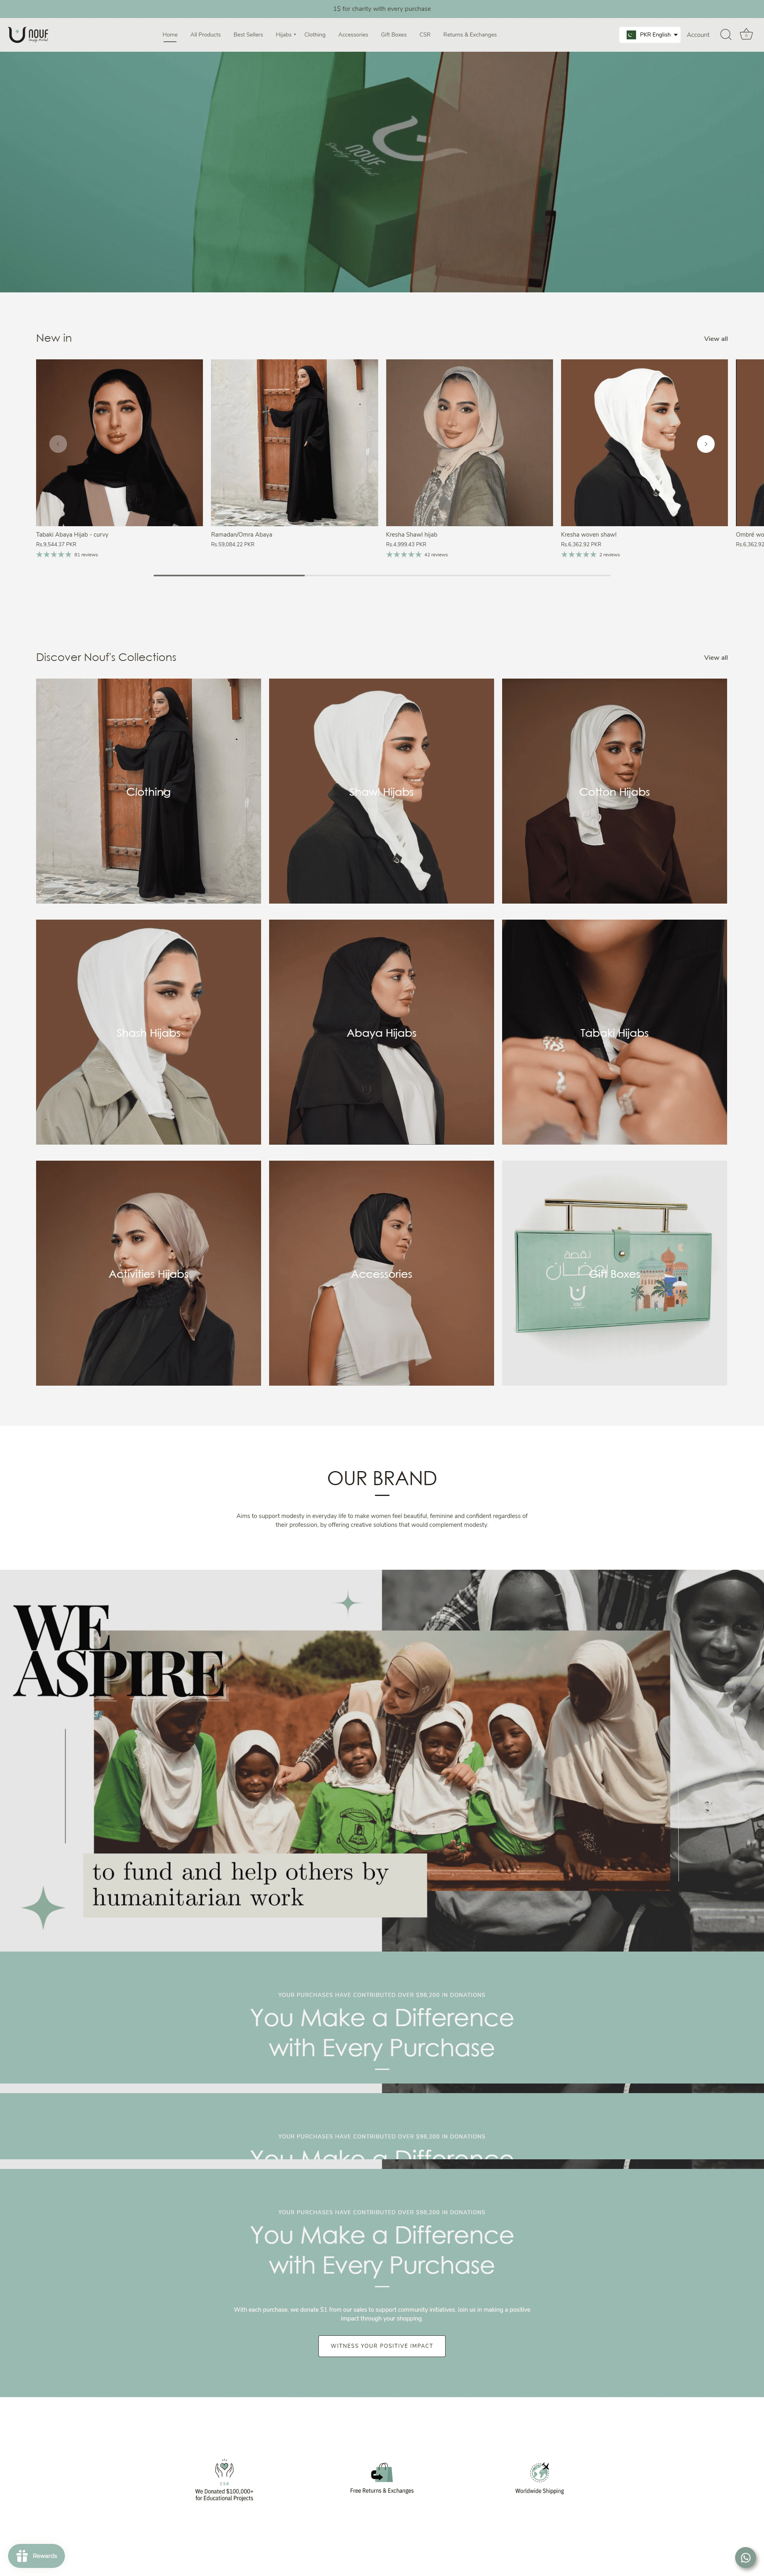 1$ for charity with every purchase
NOUF
Simply Modest
Home
All Products
Best Sellers
Hijabs
Clothing
Accessories
Gift Boxes
CSR
Returns & Exchanges
PKR English
Account
0
NOUF
Simply Modest
New in
View all
Tabaki Abaya Hijab - curvy
Rs.9,544.37 PKR
81 reviews
Ramadan/Omra Abaya
Rs.59,084.22 PKR
Kresha Shawl hijab
Rs.4,999.43 PKR
42 reviews
Kresha woven shawl
Rs.6,362.92 PKR
2 reviews
Ombré wo
Rs.6,362.92
Discover Nouf's Collections
View all
Clothing
Shawl Hijabs
Cotton Hijabs
Shash Hijabs
Abaya Hijabs
Tabaki Hijabs
Activities Hijabs
Accessories
Gift Boxes
OUR BRAND
Aims to support modesty in everyday life to make women feel beautiful, feminine and confident regardless of
their profession, by offering creative solutions that would complement modesty.
WE
ASPIRE
to fund and help others by
humanitarian work
YOUR PURCHASES HAVE CONTRIBUTED OVER $98,200 IN DONATIONS
You Make a Difference
with Every Purchase
YOUR PURCHASES HAVE CONTRIBUTED OVER $98,200 IN DONATIONS
You Make a Difference
YOUR PURCHASES HAVE CONTRIBUTED OVER $98,200 IN DONATIONS
You Make a Difference
with Every Purchase
With each purchase, we donate $1 from our sales to support community initiatives. Join us in making a positive
impact through your shopping.
WITNESS YOUR POSITIVE IMPACT
CSR
We Donated $100,000+
for Educational Projects
Free Returns & Exchanges
Worldwide Shipping
Rewards